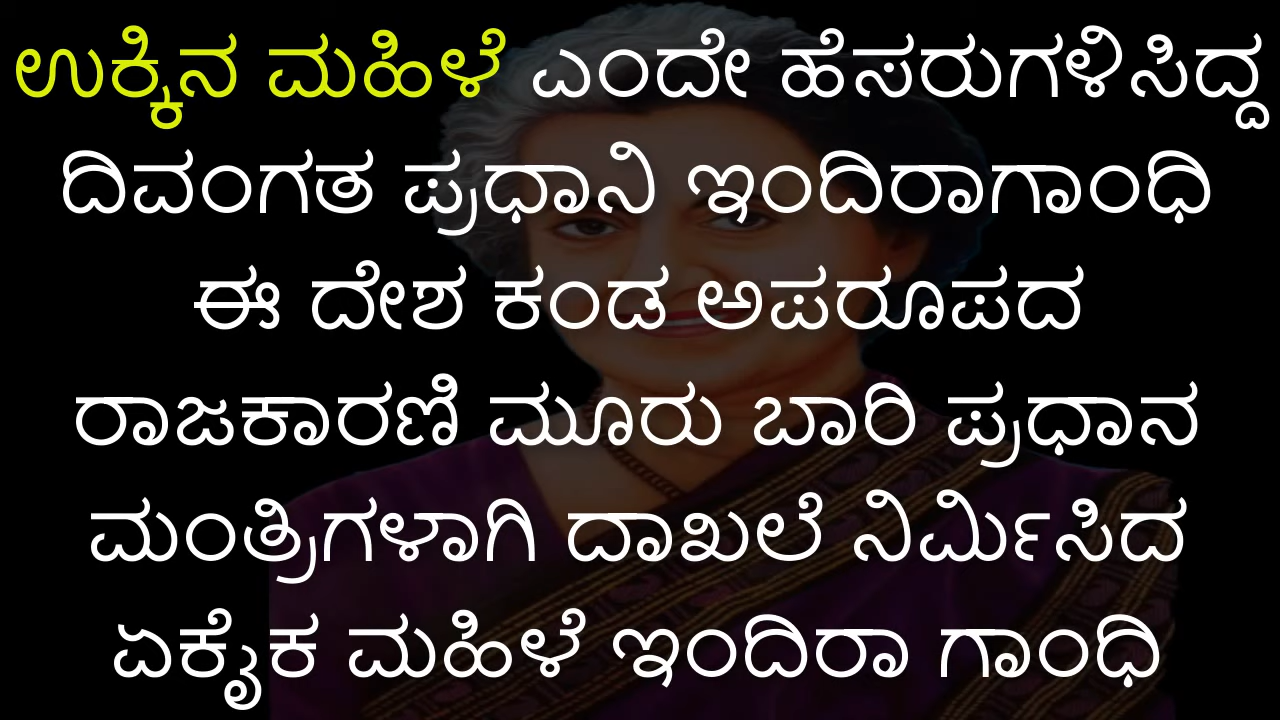 ಉಕ್ಕಿನ ಮಹಿಳೆ ಎಂದೇ ಹೆಸರುಗಳಿಸಿದ್ದ
ದಿವಂಗತ ಪ್ರಧಾನಿ ಇಂದಿರಾಗಾಂಧಿ
ಈ ದೇಶ ಕಂಡ ಅಪರೂಪದ
ರಾಜಕಾರಣಿ ಮೂರು ಬಾರಿ ಪ್ರಧಾನ
ಮಂತ್ರಿಗಳಾಗಿ ದಾಖಲೆ ನಿರ್ಮಿಸಿದ
ಏಕೈಕ ಮಹಿಳೆ ಇಂದಿರಾ ಗಾಂಧಿ